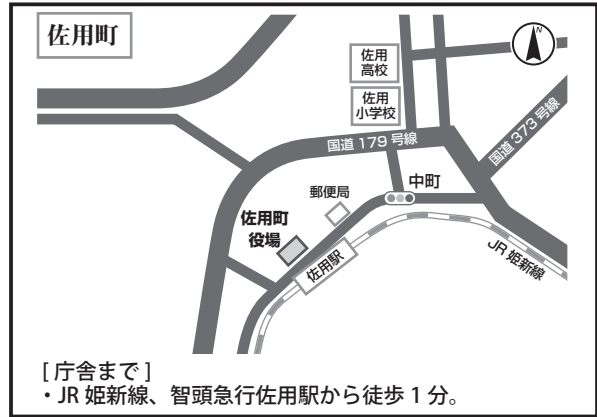 佐用町
N
佐用
高校
佐用
小学校
国道 179 号線
国道 373 号線
中町
郵便局
佐用町
役場
佐用駅
JR 姫新線
[ 庁舎まで ]
・JR 姫新線、智頭急行佐用駅から徒歩 1 分。